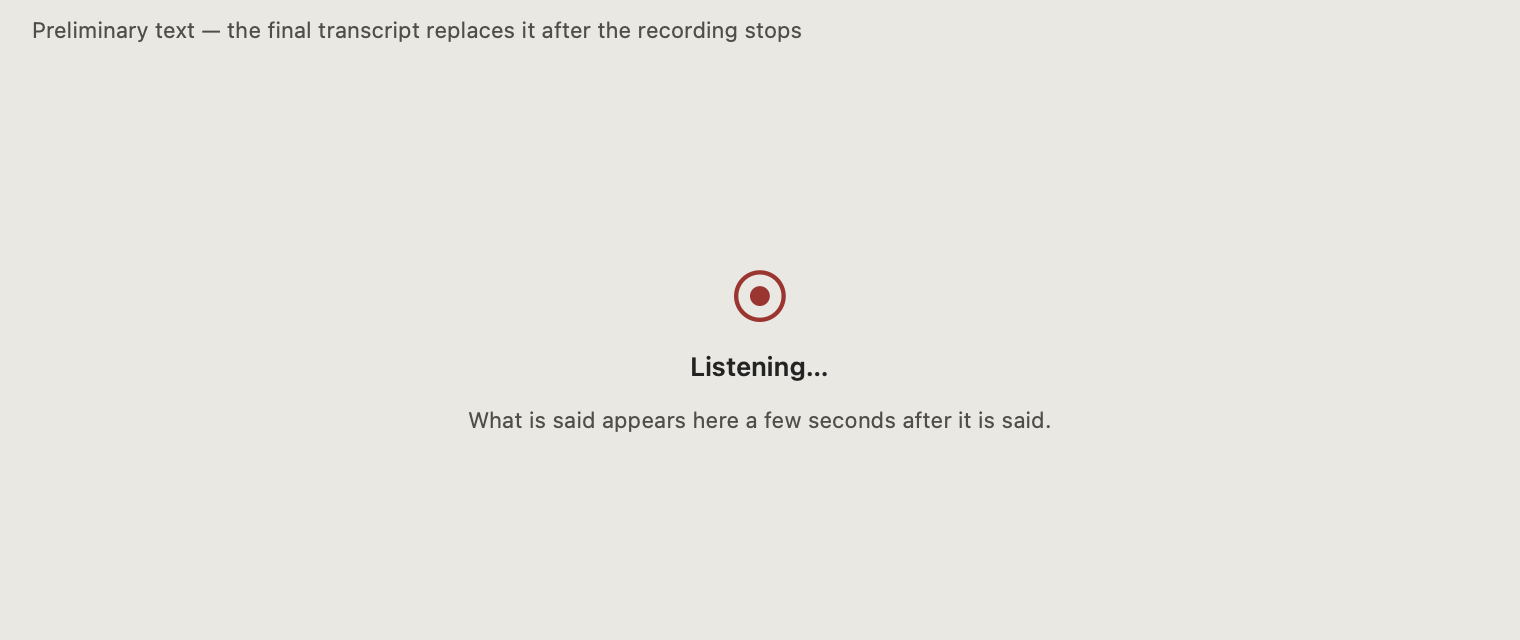 Preliminary text — the final transcript replaces it after the recording stops
Listening...
What is said appears here a few seconds after it is said.